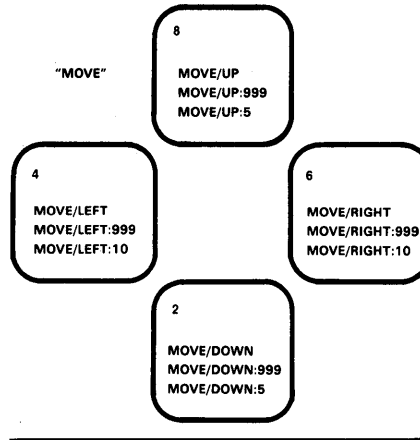 8
"MOVE"
MOVE/UP
MOVE/UP:999
MOVE/UP:5
4
MOVE/LEFT
MOVE/LEFT:999
MOVE/LEFT:10
6
MOVE/RIGHT
MOVE/RIGHT:999
MOVE/RIGHT:10
2
MOVE/DOWN
MOVE/DOWN:999
MOVE/DOWN:5